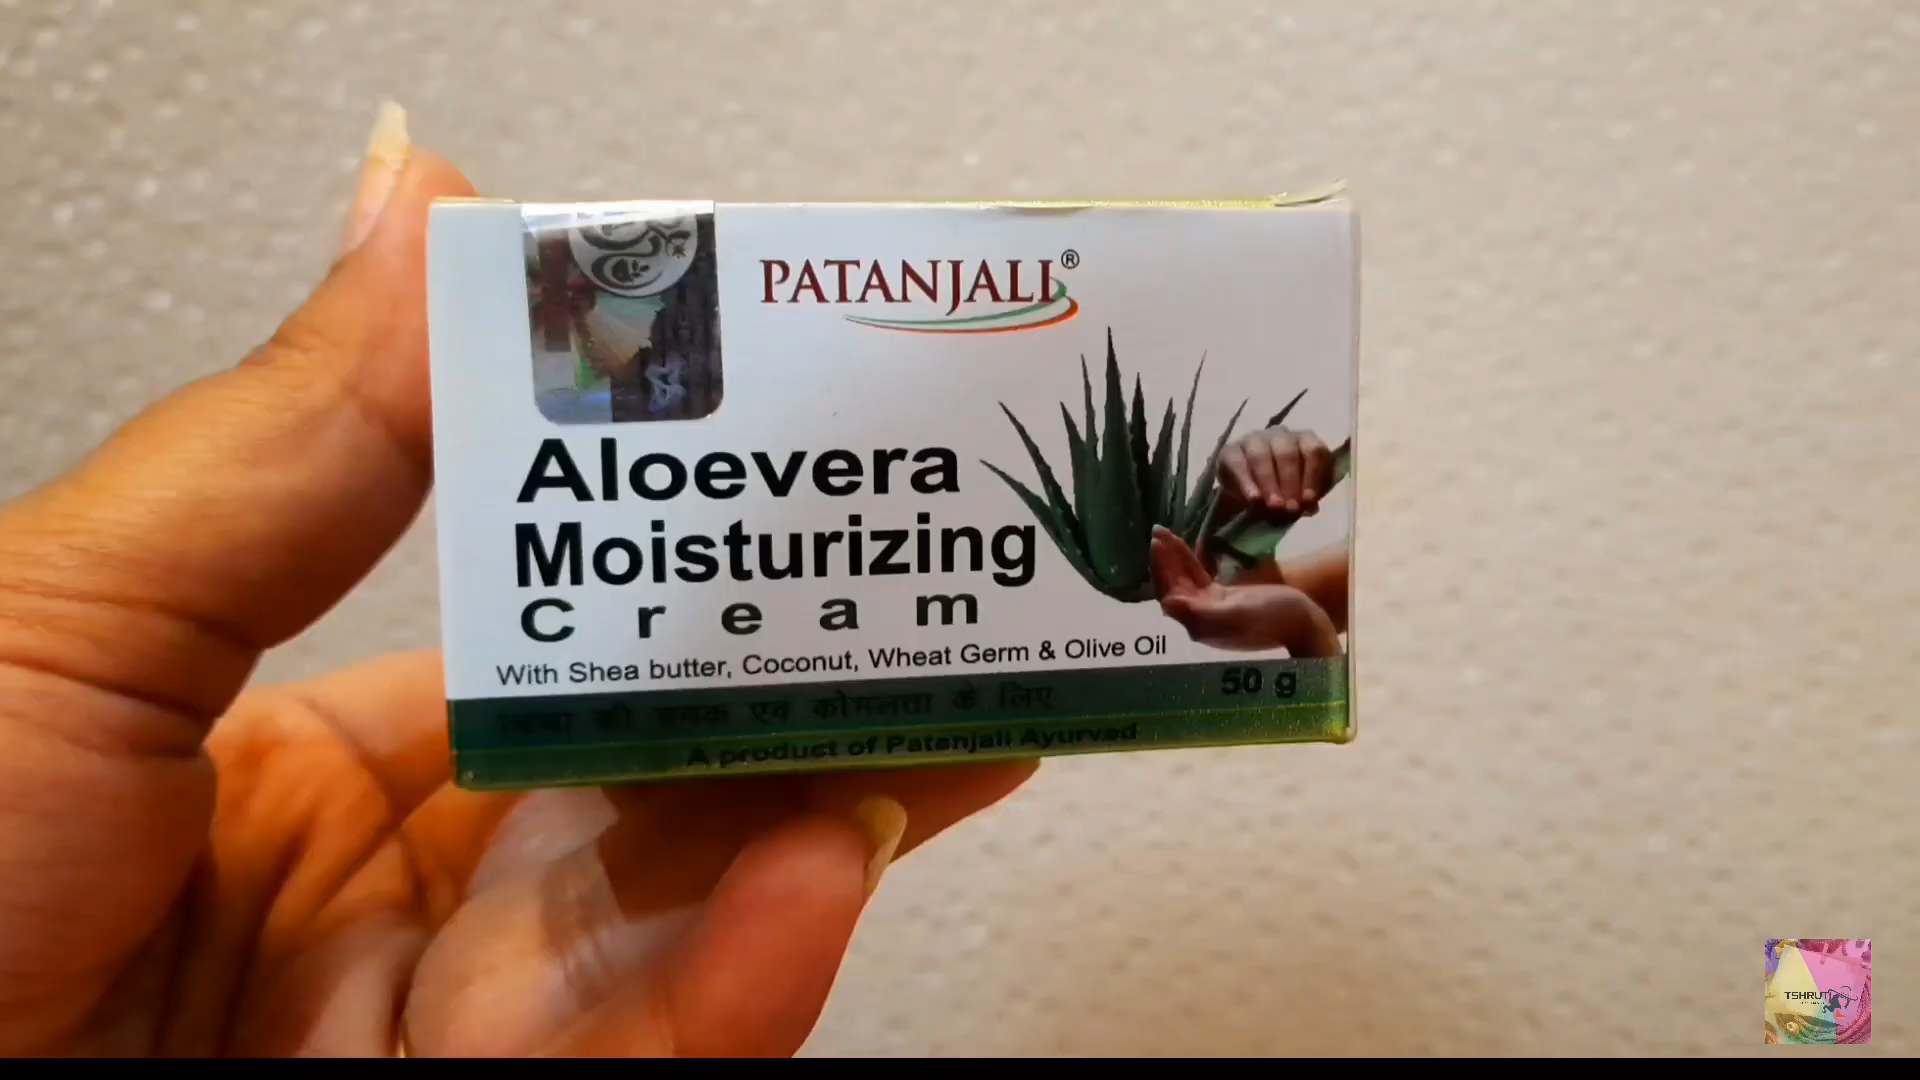 PATANJALI®
Aloevera
Moisturizing
Cream
With Shea butter, Coconut, Wheat Germ & Olive Oil
त्वचा की चमक एवं कोमलता के लिए
50 g
A product of Patanjali Ayurved
TSHRUTI